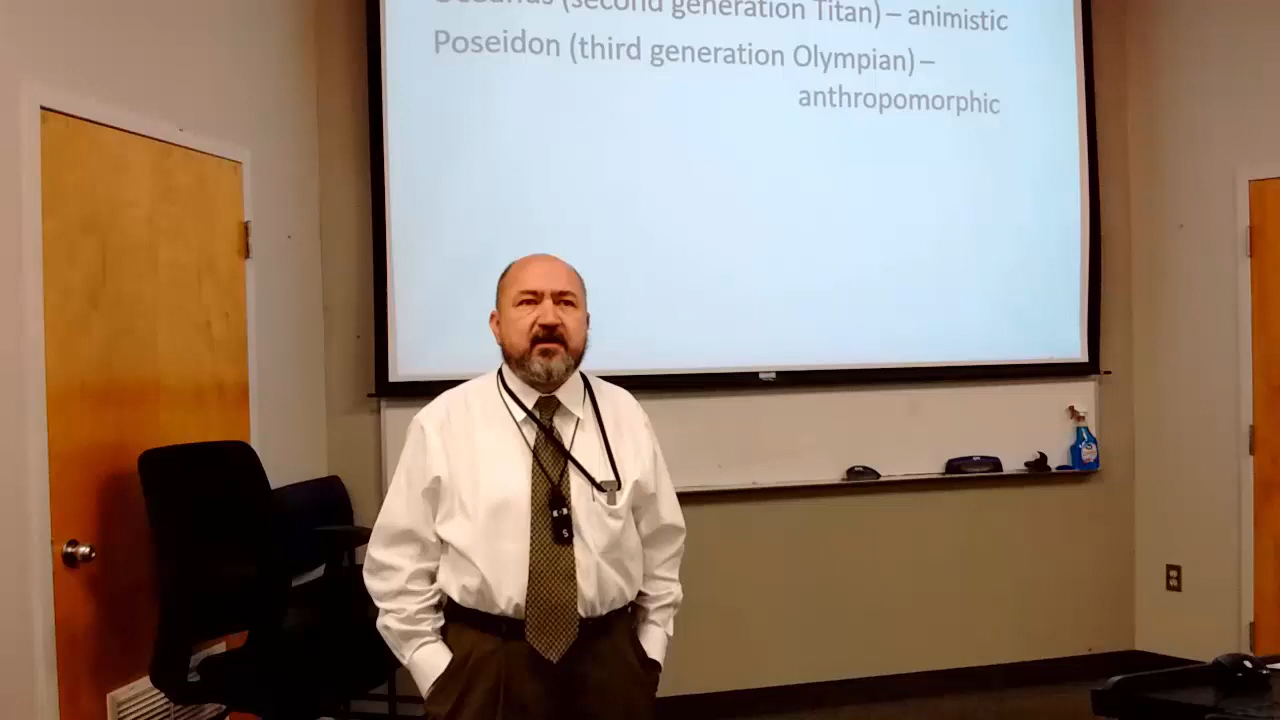 (second generation Titan) – animistic
Poseidon (third generation Olympian) –
anthropomorphic